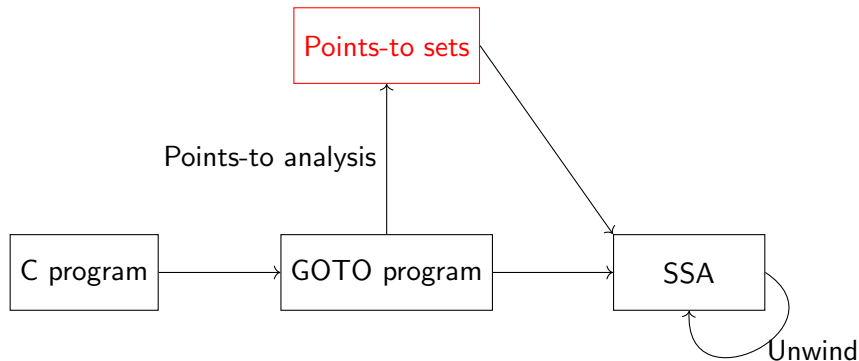 Points-to sets
Points-to analysis
C program
GOTO program
SSA
Unwind